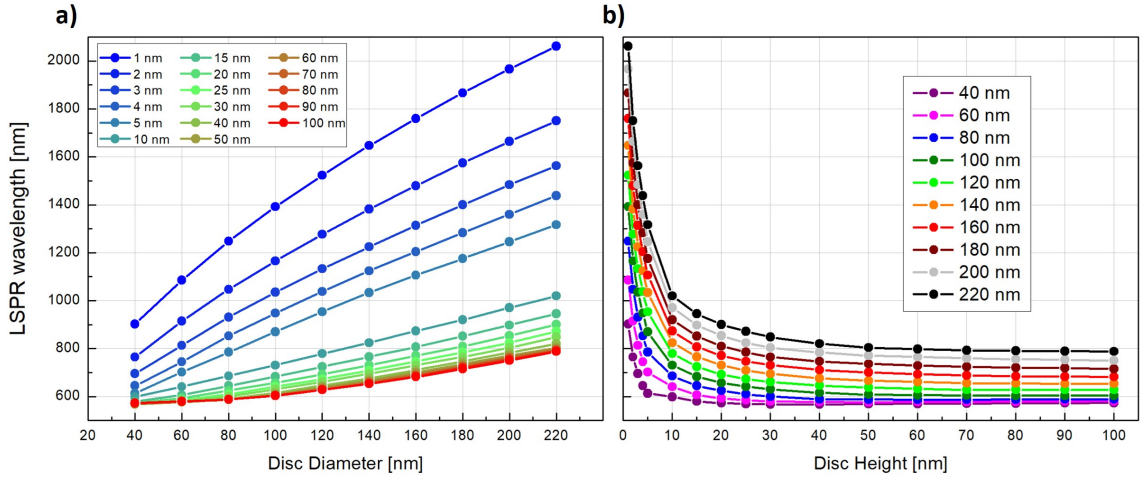 a)
b)
LSPR wavelength [nm]
2000
1800
1600
1400
1200
1000
800
600
1 nm
2 nm
3 nm
4 nm
5 nm
10 nm
15 nm
20 nm
25 nm
30 nm
40 nm
50 nm
60 nm
70 nm
80 nm
90 nm
100 nm
20 40 60 80 100 120 140 160 180 200 220
Disc Diameter [nm]
40 nm
60 nm
80 nm
100 nm
120 nm
140 nm
160 nm
180 nm
200 nm
220 nm
0 10 20 30 40 50 60 70 80 90 100
Disc Height [nm]